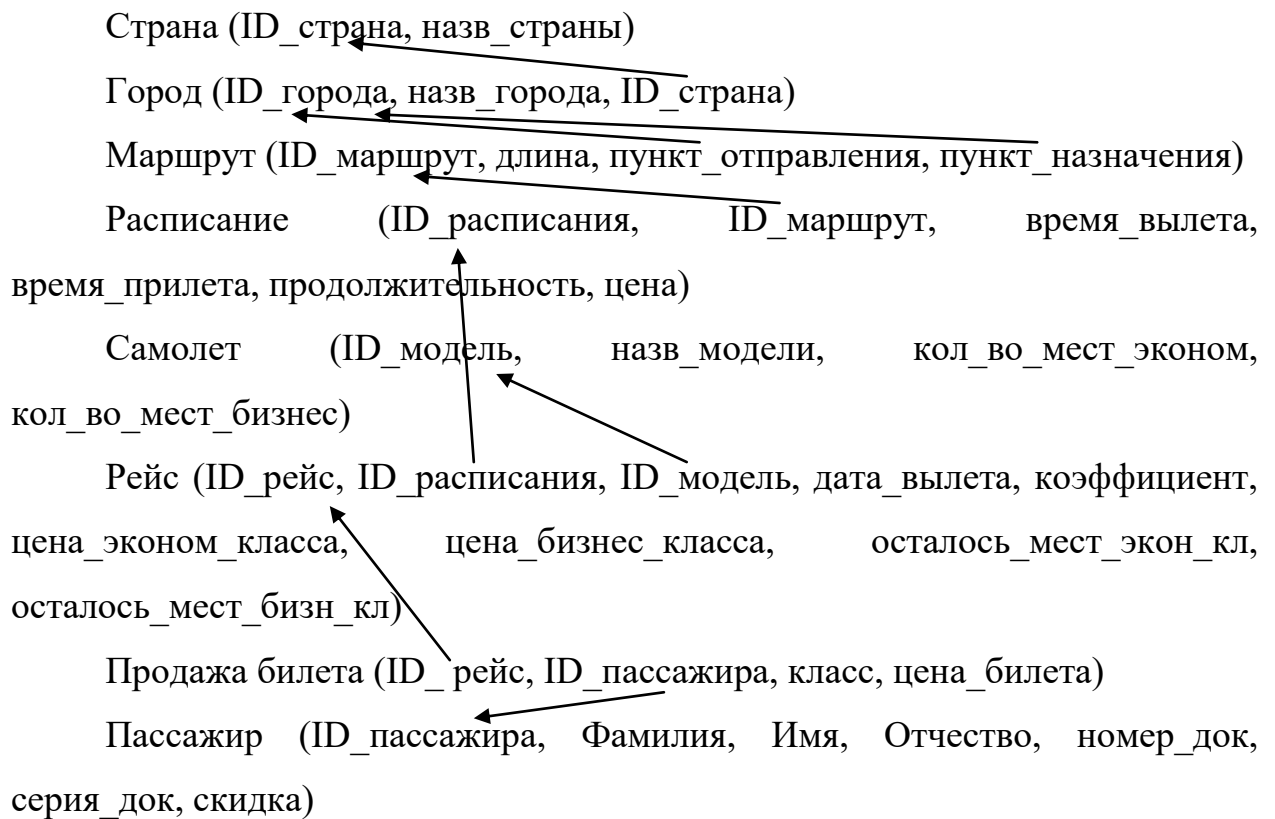 Страна (ID_страна, назв_страны)
Город (ID_города, назв_города, ID_страна)
Маршрут (ID_маршрут, длина, пункт_отправления, пункт_назначения)
Расписание (ID_расписания, ID_маршрут, время_вылета,
время_прилета, продолжительность, цена)
Самолет (ID_модель, назв_модели, кол_во_мест_эконом,
кол_во_мест_бизнес)
Рейс (ID_рейс, ID_расписания, ID_модель, дата_вылета, коэффициент,
цена_эконом_класса, цена_бизнес_класса, осталось_мест_экон_кл,
осталось_мест_бизн_кл)
Продажа билета (ID_ рейс, ID_пассажира, класс, цена_билета)
Пассажир (ID_пассажира, Фамилия, Имя, Отчество, номер_док,
серия_док, скидка)